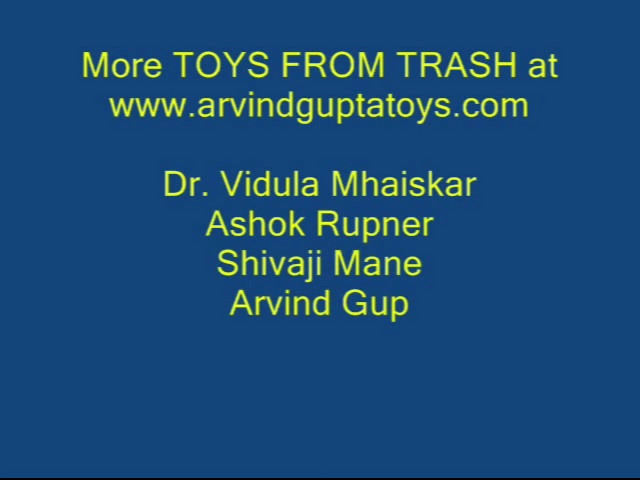 More TOYS FROM TRASH at
www.arvindguptatoys.com
Dr. Vidula Mhaiskar
Ashok Rupner
Shivaji Mane
Arvind Gup